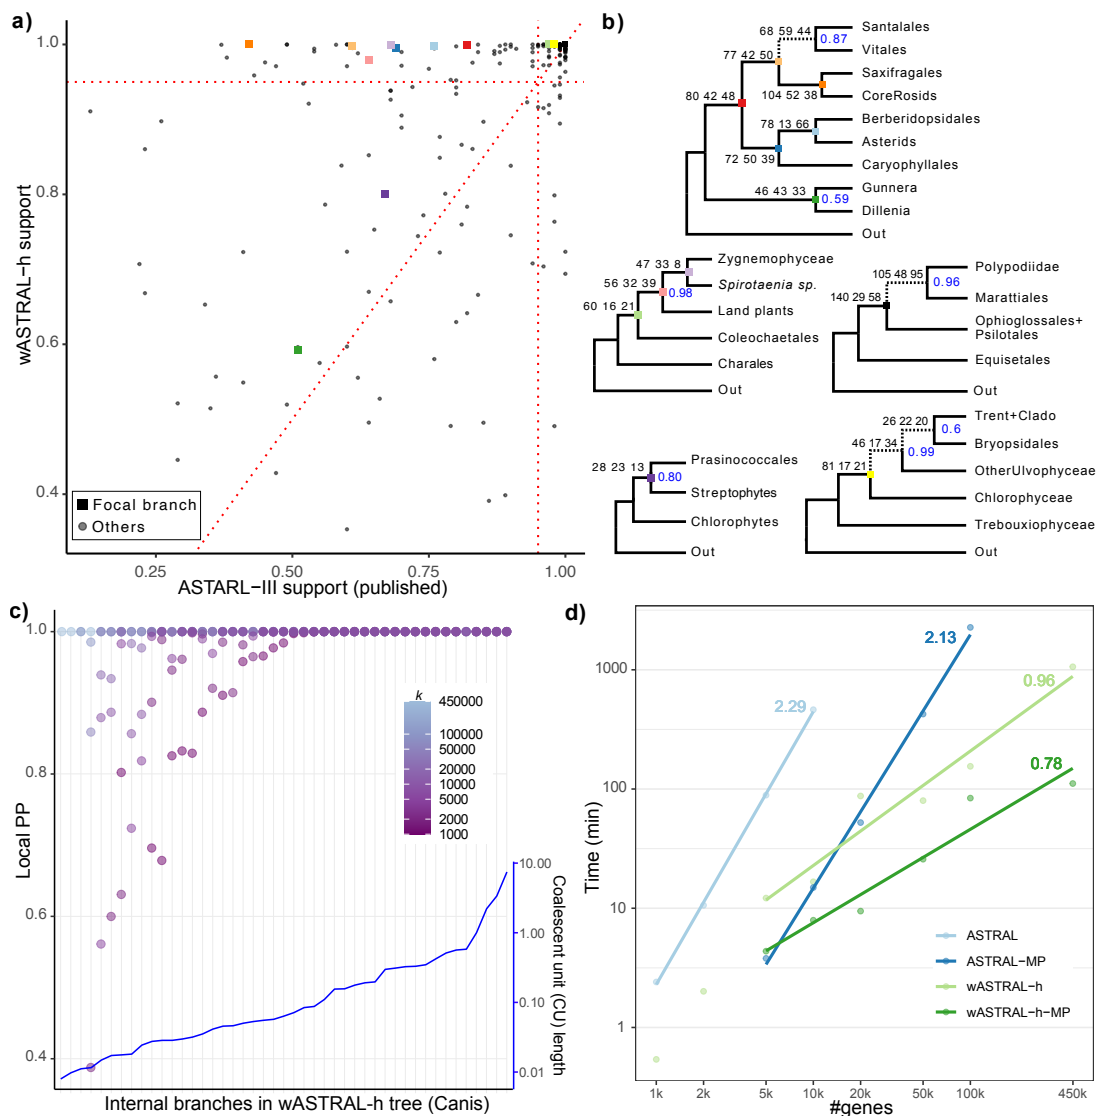 a)
1.0
0.8
0.6
0.4
wASTRAL−h support
Focal branch
Others
0.25
0.50
0.75
1.00
ASTARL−III support (published)
b)
68 59 44
Santalales
0.87
Vitales
77 42 50
Saxifragales
104 52 38
CoreRosids
80 42 48
Berberidopsidales
78 13 66
Asterids
72 50 39
Caryophyllales
46 43 33
Gunnera
0.59
Dillenia
Out
47 33 8
Zygnemophyceae
Spirotaenia sp.
56 32 39
0.98
Land plants
60 16 21
Coleochaetales
Charales
Out
105 48 95
Polypodiidae
0.96
Marattiales
140 29 58
Ophioglossales+
Psilotales
Equisetales
Out
28 23 13
Prasinococcales
0.80
Streptophytes
Chlorophytes
Out
26 22 20
Trent+Clado
0.6
Bryopsidales
46 17 34
0.99
OtherUlvophyceae
81 17 21
Chlorophyceae
Trebouxiophyceae
Out
c)
1.0
0.8
0.6
0.4
Local PP
k
450000
100000
50000
20000
10000
5000
2000
1000
10.00
1.00
0.10
0.01
Coalescent unit (CU) length
Internal branches in wASTRAL-h tree (Canis)
d)
1000
100
10
1
Time (min)
2.29
2.13
0.96
0.78
ASTRAL
ASTRAL−MP
wASTRAL−h
wASTRAL−h−MP
1k
2k
5k
10k
20k
50k
100k
450k
#genes